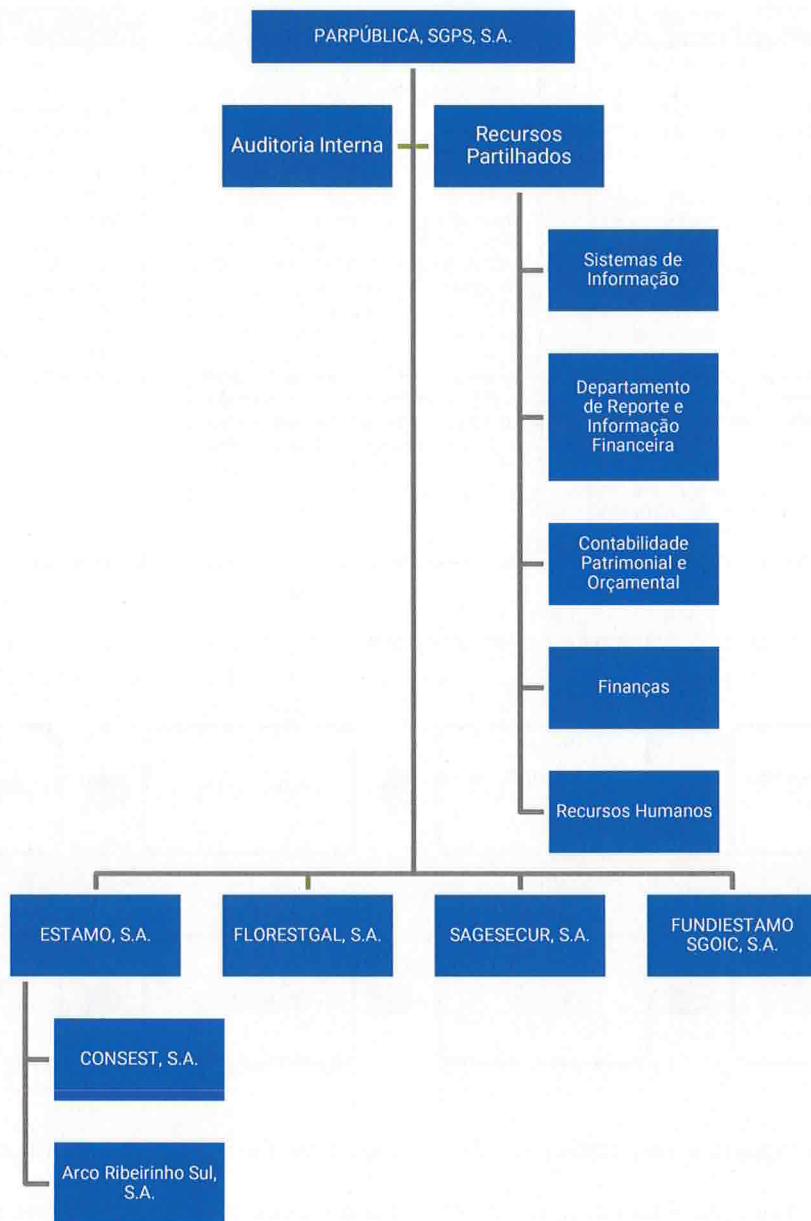 PARPÚBLICA, SGPS, S.A.
Auditoria Interna
Recursos
Partilhados
Sistemas de
Informação
Departamento
de Reporte e
Informação
Financeira
Contabilidade
Patrimonial e
Orçamental
Finanças
Recursos Humanos
ESTAMO, S.A.
FLORESTGAL, S.A.
SAGESECUR, S.A.
FUNDIESTAMO
SGOIC, S.A.
CONSEST, S.A.
Arco Ribeirinho Sul,
S.A.